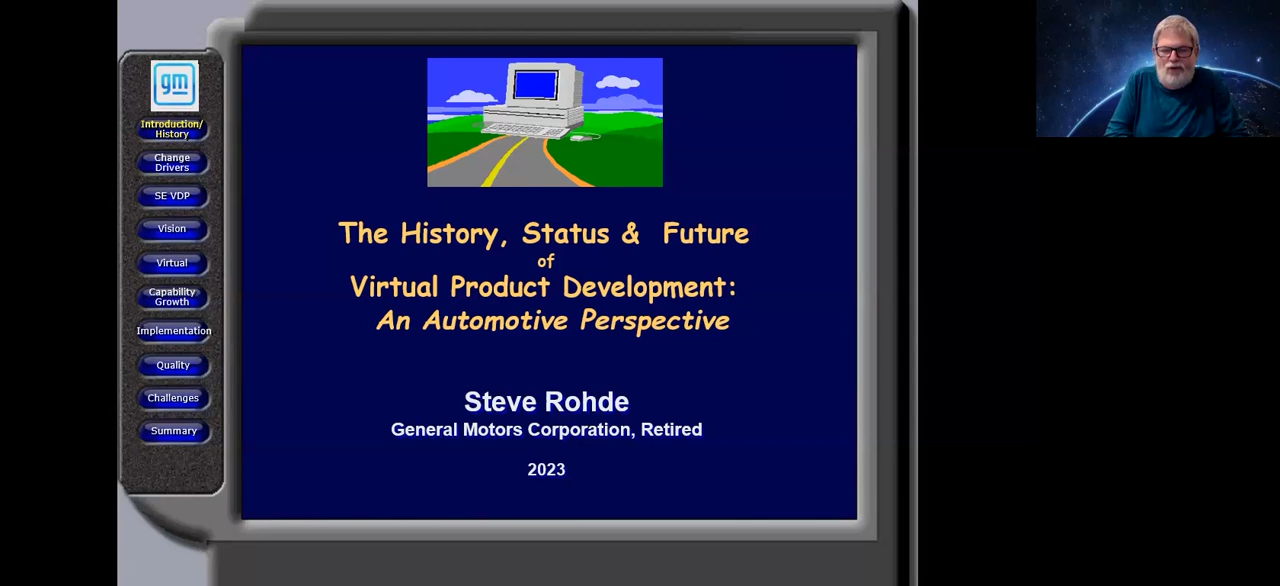 gm
Introduction/
History
Change
Drivers
SE VDP
Vision
Virtual
Capability
Growth
Implementation
Quality
Challenges
Summary
The History, Status & Future
of
Virtual Product Development:
An Automotive Perspective
Steve Rohde
General Motors Corporation, Retired
2023